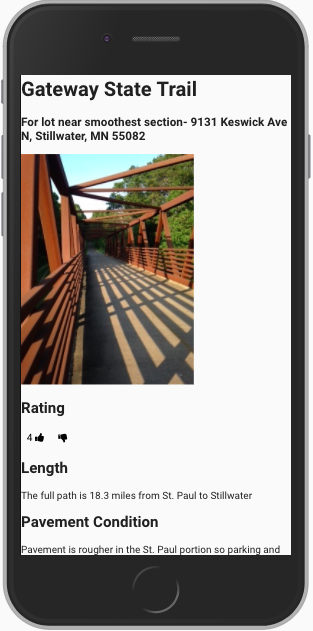 Gateway State Trail
For lot near smoothest section- 9131 Keswick Ave
N, Stillwater, MN 55082
Rating
4
Length
The full path is 18.3 miles from St. Paul to Stillwater
Pavement Condition
Pavement is rougher in the St. Paul portion so parking and